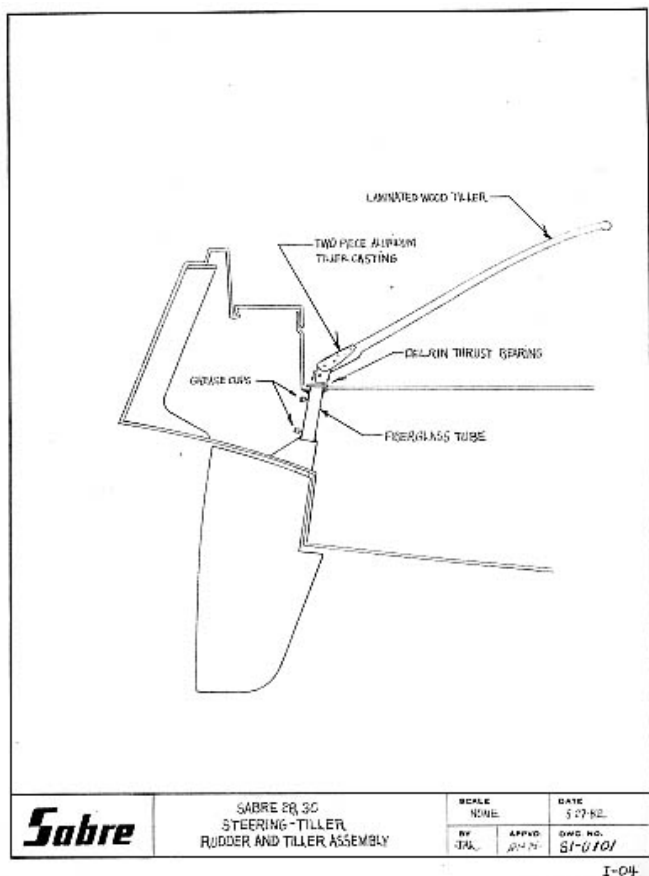 LAMINATED WOOD TILLER
TWO PIECE ALUMINUM
TILLER CASTING
DELRIN THRUST BEARING
GREASE CUPS
FIBERGLASS TUBE
Sabre
SABRE 28, 30
STEERING-TILLER
RUDDER AND TILLER ASSEMBLY
SCALE
NONE
DATE
5-27-82
BY
APPVD
DWG NO.
81-0101
I-04